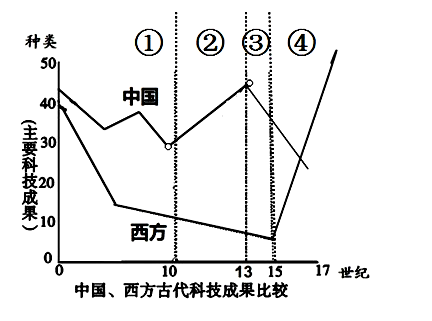 种类
① ② ③ ④
50
40
30
20
10
0
(主要科技成果)
中国
西方
0 10 13 15 17 世纪
中国、西方古代科技成果比较